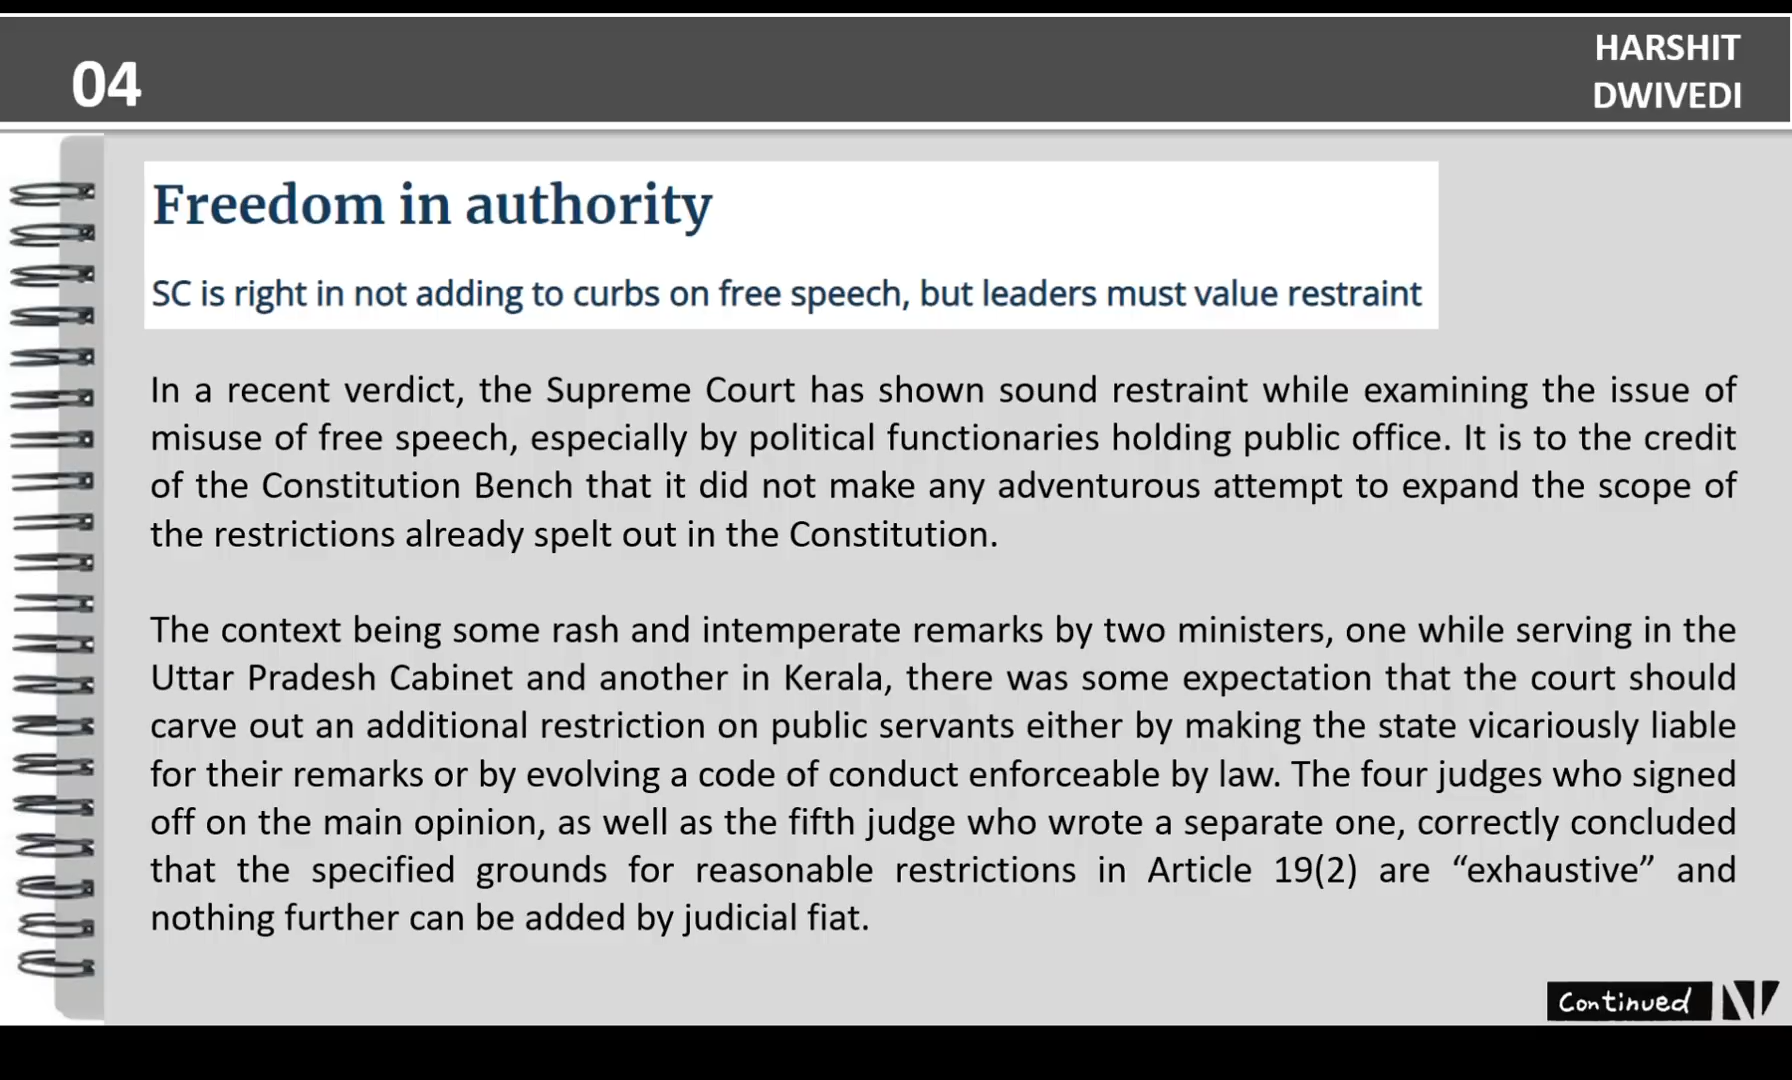 04
HARSHIT
DWIVEDI
Freedom in authority
SC is right in not adding to curbs on free speech, but leaders must value restraint
In a recent verdict, the Supreme Court has shown sound restraint while examining the issue of
misuse of free speech, especially by political functionaries holding public office. It is to the credit
of the Constitution Bench that it did not make any adventurous attempt to expand the scope of
the restrictions already spelt out in the Constitution.
The context being some rash and intemperate remarks by two ministers, one while serving in the
Uttar Pradesh Cabinet and another in Kerala, there was some expectation that the court should
carve out an additional restriction on public servants either by making the state vicariously liable
for their remarks or by evolving a code of conduct enforceable by law. The four judges who signed
off on the main opinion, as well as the fifth judge who wrote a separate one, correctly concluded
that the specified grounds for reasonable restrictions in Article 19(2) are “exhaustive” and
nothing further can be added by judicial fiat.
Continued